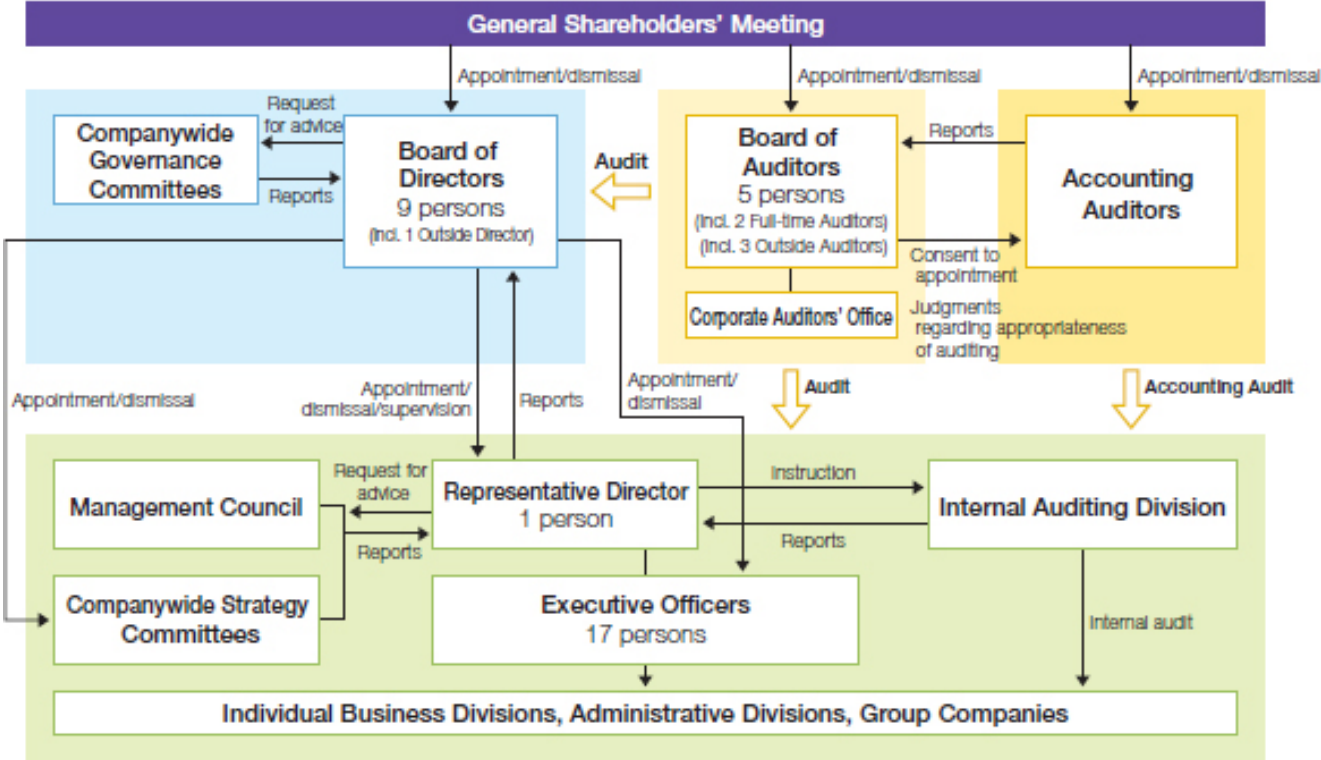 General Shareholders' Meeting
Appointment/dismissal
Appointment/dismissal
Appointment/dismissal
Request
for advice
Companywide
Governance
Committees
Reports
Board of
Directors
9 persons
(Incl. 1 Outside Director)
Audit
Board of
Auditors
5 persons
(Incl. 2 Full-time Auditors)
(Incl. 3 Outside Auditors)
Corporate Auditors' Office
Reports
Consent to
appointment
Judgments
regarding appropriateness
of auditing
Accounting
Auditors
Appointment/dismissal
Appointment/
dismissal/supervision
Reports
Appointment/
dismissal
Audit
Accounting Audit
Management Council
Request for
advice
Reports
Representative Director
1 person
Instruction
Reports
Internal Auditing Division
Companywide Strategy
Committees
Executive Officers
17 persons
Internal audit
Individual Business Divisions, Administrative Divisions, Group Companies